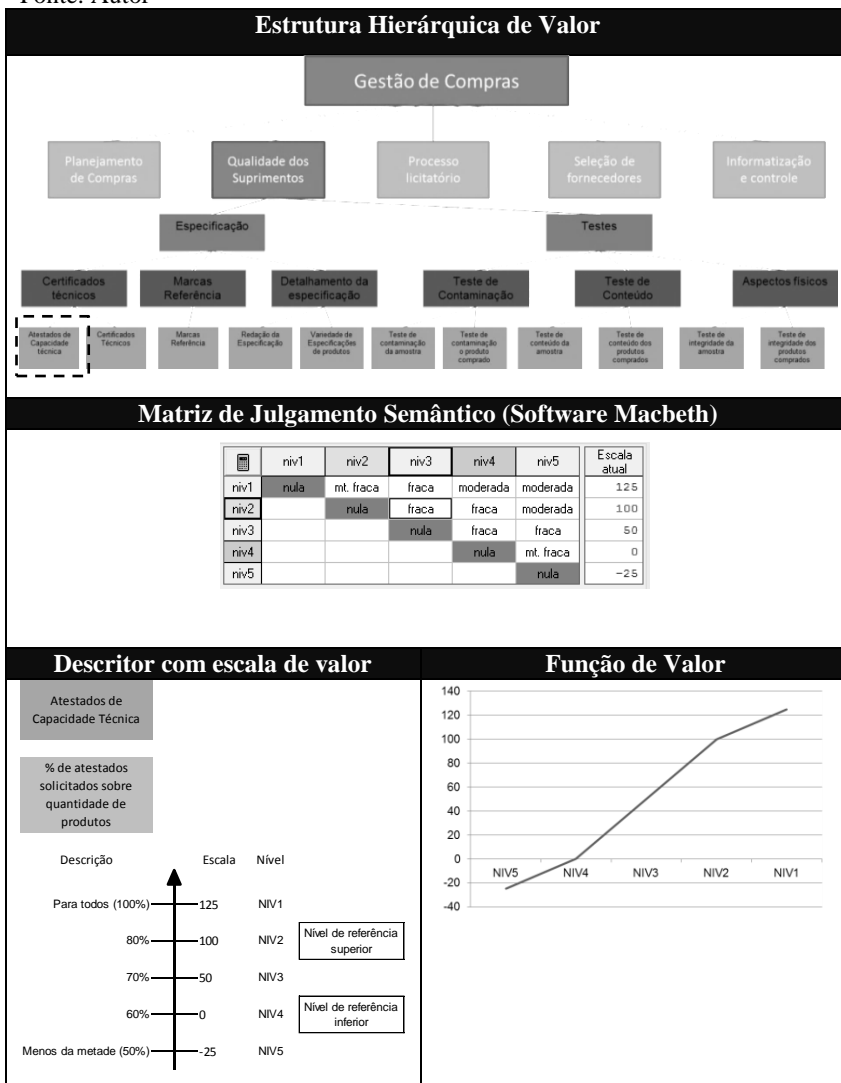 Fonte: Autor
Estrutura Hierárquica de Valor
Gestão de Compras
Planejamento
de Compras
Qualidade dos
Suprimentos
Processo
licitatório
Seleção de
fornecedores
Informatização
e controle
Especificação
Testes
Certificados
técnicos
Marcas
Referência
Detalhamento da
especificação
Teste de
Contaminação
Teste de
Conteúdo
Aspectos físicos
Atestados de
Capacidade
técnica
Certificados
Técnicos
Marcas
Referência
Redação da
Especificação
Variedade de
Especificações
de produtos
Teste de
contaminação
da amostra
Teste de
contaminação
o produto
comprado
Teste de
conteúdo da
amostra
Teste de
conteúdo dos
produtos
comprados
Teste de
integridade da
amostra
Teste de
integridade dos
produtos
comprados
Matriz de Julgamento Semântico (Software Macbeth)
niv1 niv2 niv3 niv4 niv5 Escala
atual
niv1 nula mt. fraca fraca moderada moderada 125
niv2 nula fraca fraca moderada 100
niv3 nula fraca fraca 50
niv4 nula mt. fraca 0
niv5 nula -25
Descritor com escala de valor
Atestados de
Capacidade Técnica
% de atestados
solicitados sobre
quantidade de
produtos
Descrição Escala Nível
Para todos (100%) 125 NIV1
80% 100 NIV2 Nível de referência
superior
70% 50 NIV3
60% 0 NIV4 Nível de referência
inferior
Menos da metade (50%) -25 NIV5
Função de Valor
140
120
100
80
60
40
20
0
-20
-40
NIV5 NIV4 NIV3 NIV2 NIV1